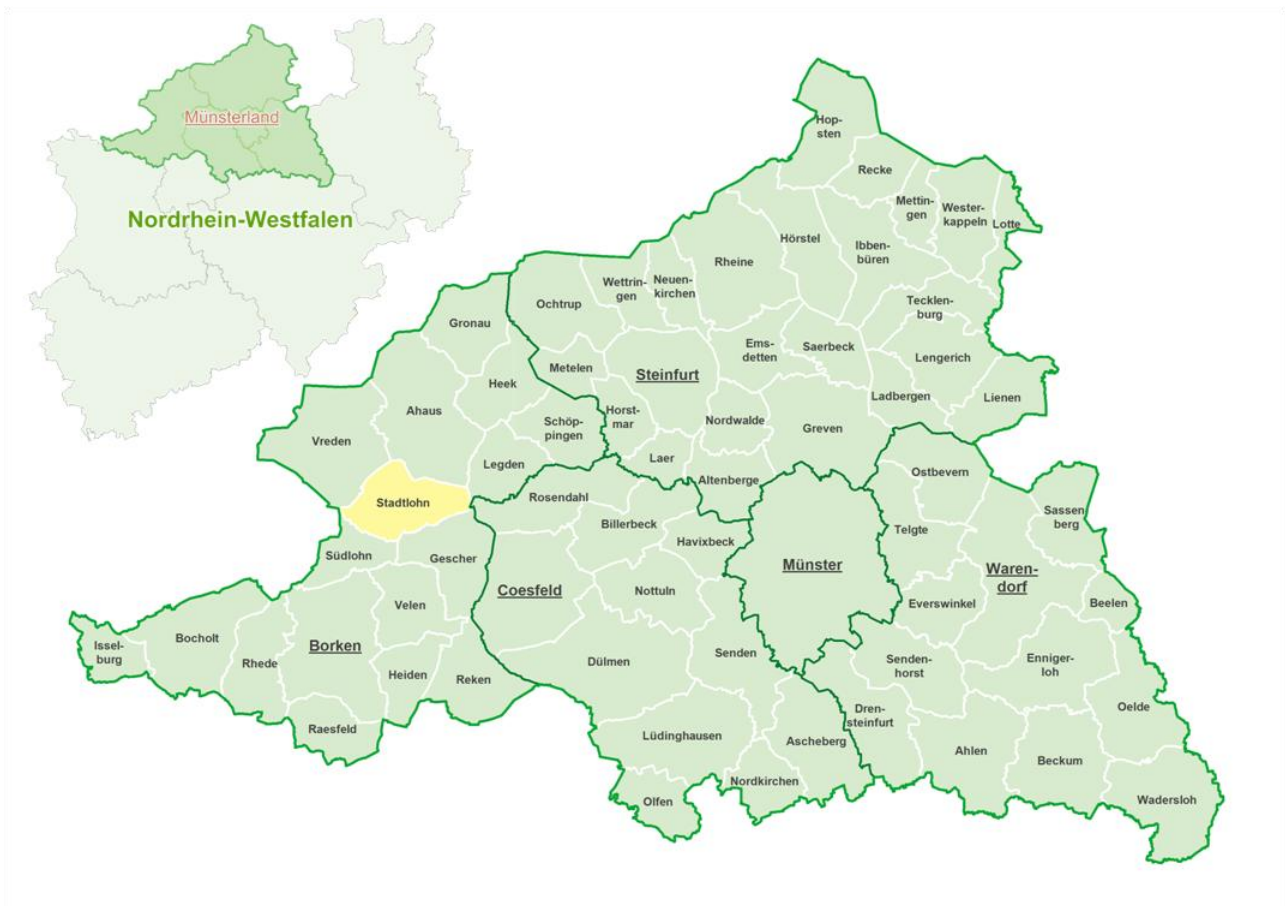 Münsterland
Nordrhein-Westfalen
Hop-
sten
Recke
Mettin-
gen
Wester-
kappeln
Lotte
Hörstel
Ibben-
büren
Rheine
Neuen-
kirchen
Wettrin-
gen
Ochtrup
Tecklen-
burg
Gronau
Ems-
detten
Saerbeck
Lengerich
Metelen
Steinfurt
Heek
Ladbergen
Lienen
Ahaus
Horst-
mar
Nordwalde
Greven
Schöp-
pingen
Vreden
Laer
Legden
Altenberge
Ostbevern
Stadtlohn
Rosendahl
Billerbeck
Sassen
berg
Telgte
Havixbeck
Südlohn
Gescher
Münster
Waren-
dorf
Coesfeld
Nottuln
Velen
Everswinkel
Beelen
Bocholt
Issel-
burg
Borken
Rhede
Senden
Dülmen
Senden-
horst
Enniger-
loh
Heiden
Reken
Oelde
Dren-
steinfurt
Raesfeld
Lüdinghausen
Ascheberg
Ahlen
Beckum
Nordkirchen
Olfen
Wadersloh